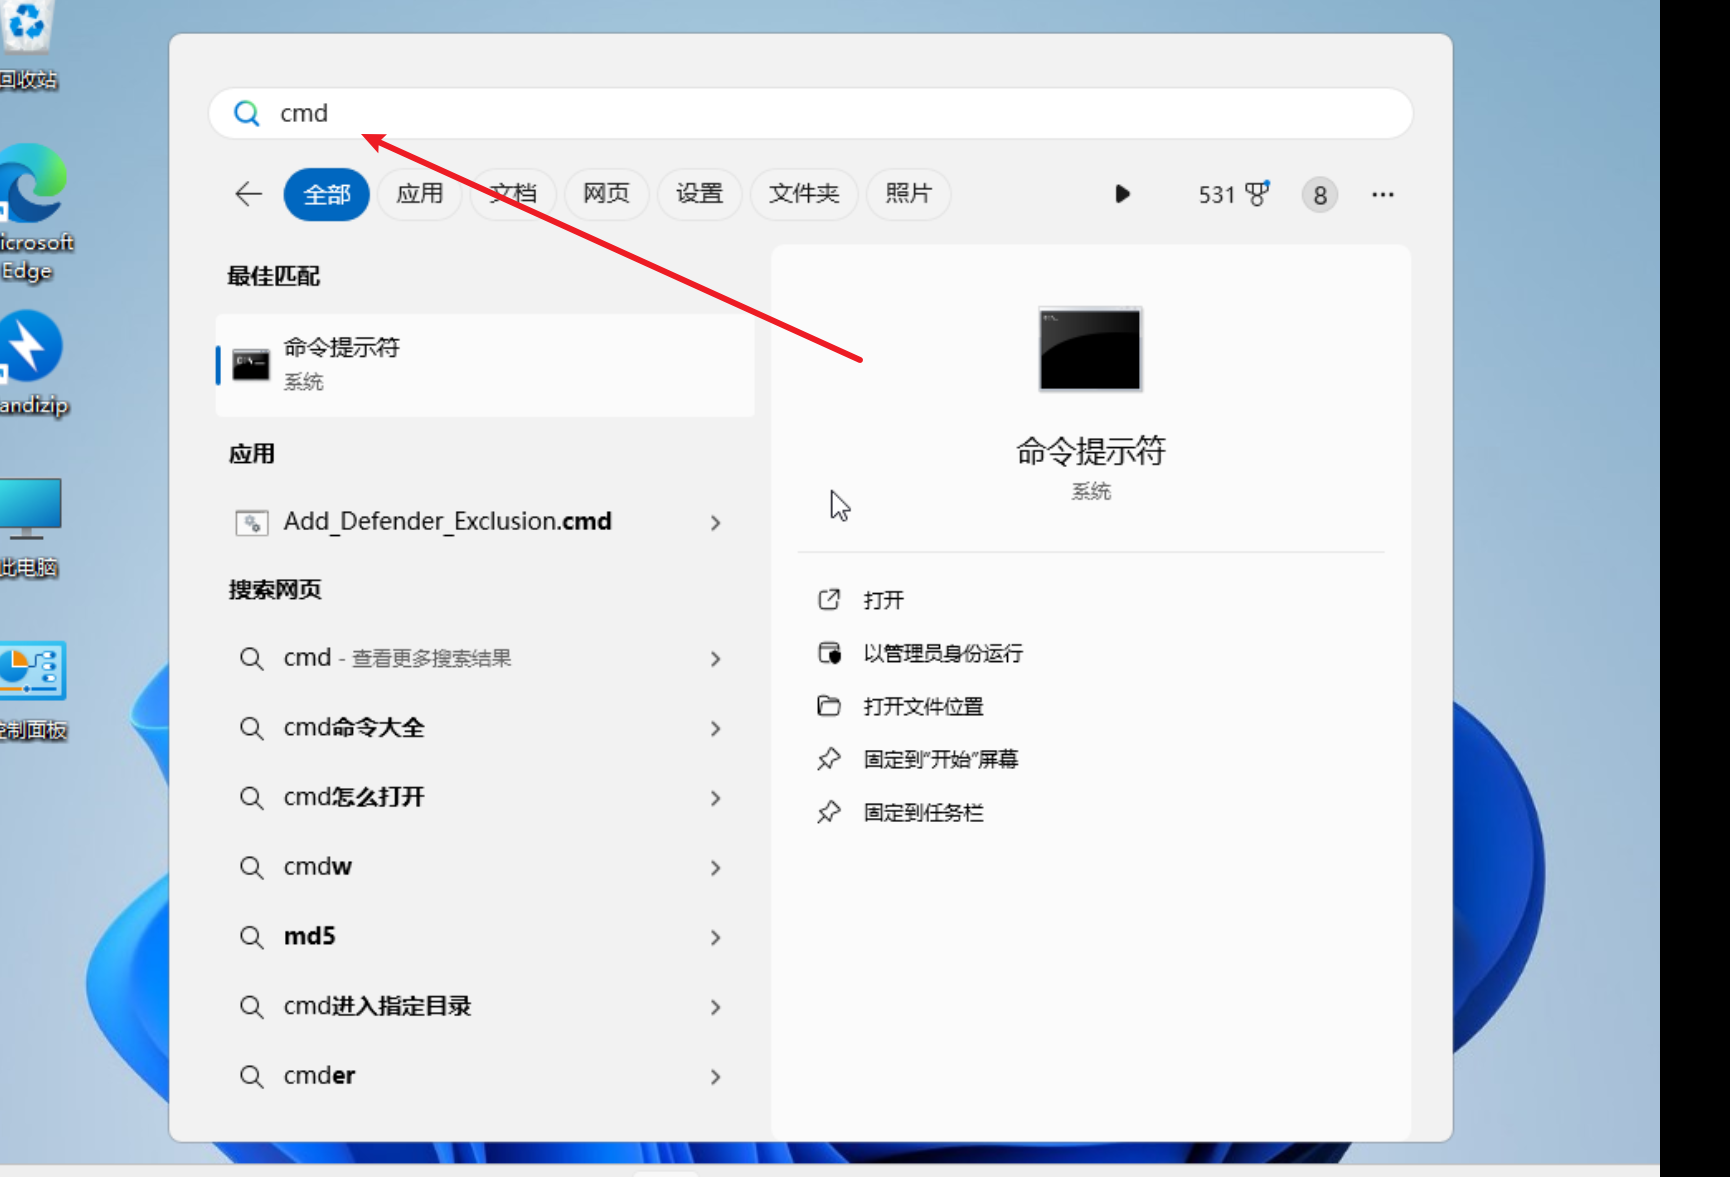 回收站
icrosoft
Edge
andizip
此电脑
控制面板
cmd
全部
应用
文档
网页
设置
文件夹
照片
531
8
最佳匹配
命令提示符
系统
应用
Add_Defender_Exclusion.cmd
搜索网页
cmd - 查看更多搜索结果
cmd命令大全
cmd怎么打开
cmdw
md5
cmd进入指定目录
cmder
命令提示符
系统
打开
以管理员身份运行
打开文件位置
固定到"开始"屏幕
固定到任务栏